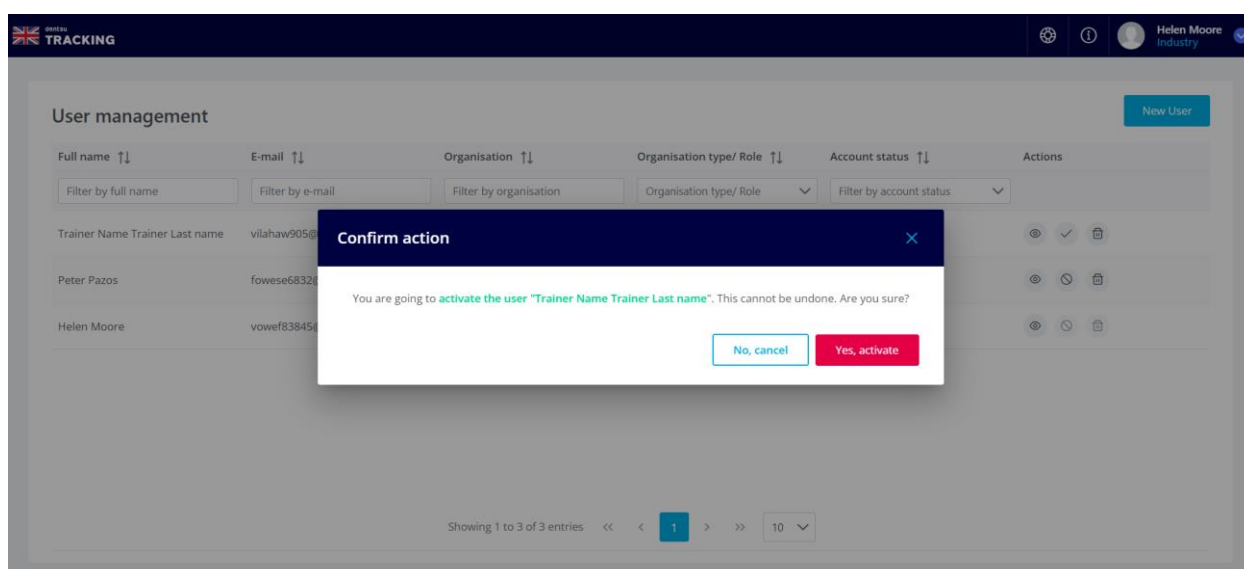 dentsu
TRACKING
Helen Moore
Industry
User management
New User
Full name
E-mail
Organisation
Organisation type/ Role
Account status
Actions
Filter by full name
Filter by e-mail
Filter by organisation
Organisation type/ Role
Filter by account status
Trainer Name Trainer Last name
vilahaw905@
Peter Pazos
fowese6832@
Helen Moore
vowef83845@
Confirm action
You are going to activate the user "Trainer Name Trainer Last name". This cannot be undone. Are you sure?
No, cancel
Yes, activate
Showing 1 to 3 of 3 entries
<<
<
1
>
>>
10